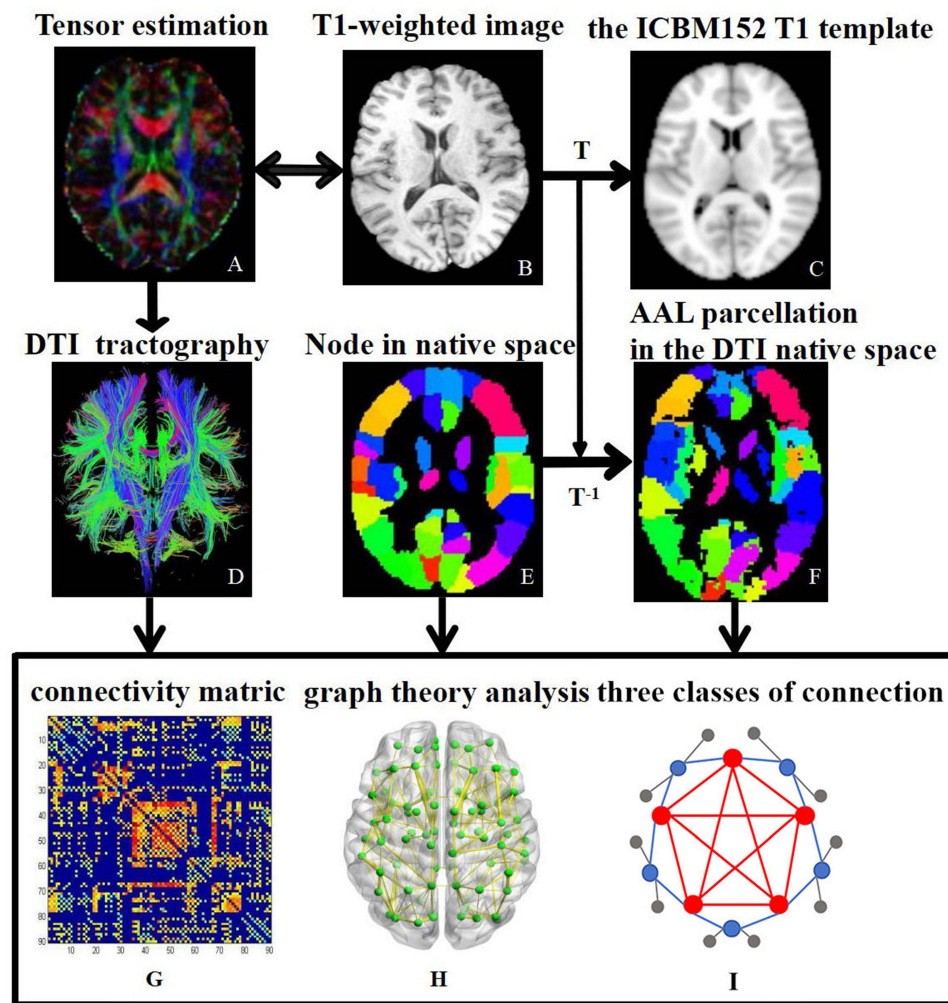 Tensor estimation
T1-weighted image
the ICBM152 T1 template
T
A
B
C
DTI tractography
Node in native space
AAL parcellation
in the DTI native space
T-1
D
E
F
connectivity matric
graph theory analysis
three classes of connection
10
20
30
40
50
60
70
80
90
10 20 30 40 50 60 70 80 90
G
H
I